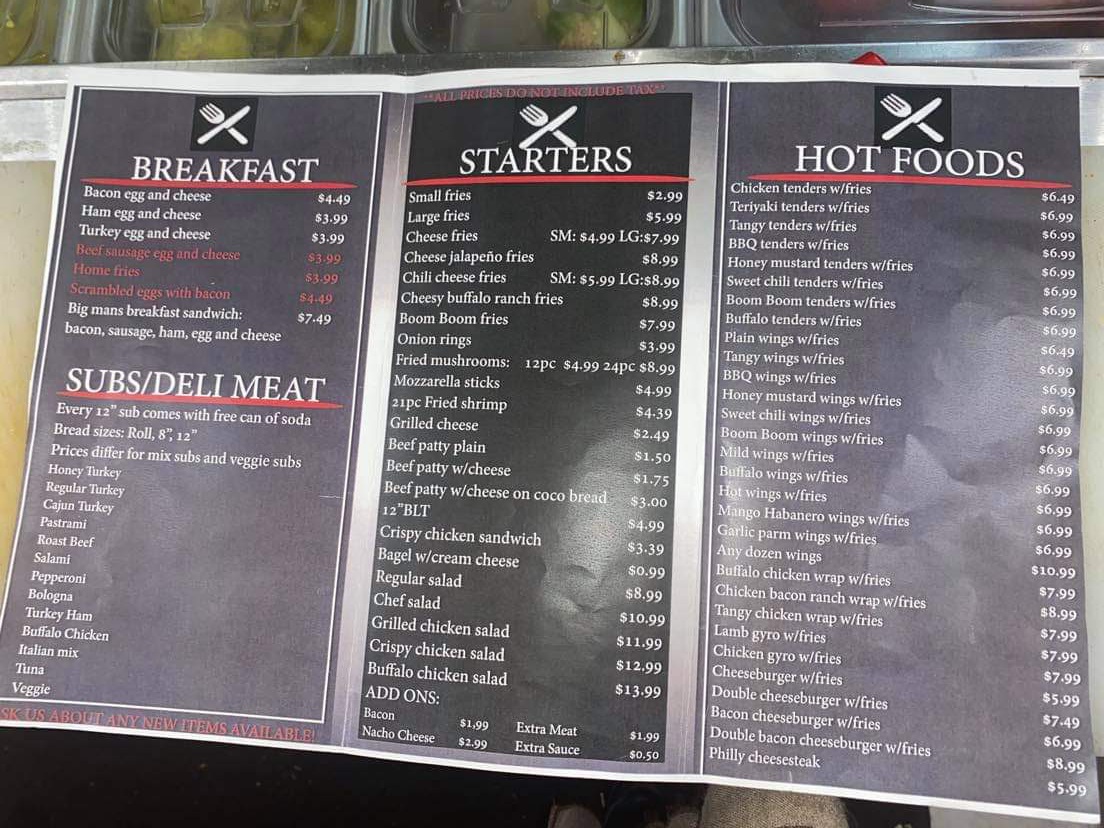 BREAKFAST
Bacon egg and cheese $4.49
Ham egg and cheese $3.99
Turkey egg and cheese $3.99
Beef sausage egg and cheese $3.99
Home fries $3.99
Scrambled eggs with bacon $4.49
Big mans breakfast sandwich: $7.49
bacon, sausage, ham, egg and cheese
SUBS/DELI MEAT
Every 12" sub comes with free can of soda
Bread sizes: Roll, 8", 12"
Prices differ for mix subs and veggie subs
Honey Turkey
Regular Turkey
Cajun Turkey
Pastrami
Roast Beef
Salami
Pepperoni
Bologna
Turkey Ham
Buffalo Chicken
Italian mix
Tuna
Veggie
SK US ABOUT ANY NEW ITEMS AVAILABLE!
**ALL PRICES DO NOT INCLUDE TAX**
STARTERS
Small fries $2.99
Large fries $5.99
Cheese fries SM: $4.99 LG:$7.99
Cheese jalapeño fries $8.99
Chili cheese fries SM: $5.99 LG:$8.99
Cheesy buffalo ranch fries $8.99
Boom Boom fries $7.99
Onion rings $3.99
Fried mushrooms: 12pc $4.99 24pc $8.99
Mozzarella sticks $4.99
21pc Fried shrimp $4.39
Grilled cheese $2.49
Beef patty plain $1.50
Beef patty w/cheese $1.75
Beef patty w/cheese on coco bread $3.00
12"BLT $4.99
Crispy chicken sandwich $3.39
Bagel w/cream cheese $0.99
Regular salad $8.99
Chef salad $10.99
Grilled chicken salad $11.99
Crispy chicken salad $12.99
Buffalo chicken salad $13.99
ADD ONS:
Bacon $1.99 Extra Meat $1.99
Nacho Cheese $2.99 Extra Sauce $0.50
HOT FOODS
Chicken tenders w/fries $6.49
Teriyaki tenders w/fries $6.99
Tangy tenders w/fries $6.99
BBQ tenders w/fries $6.99
Honey mustard tenders w/fries $6.99
Sweet chili tenders w/fries $6.99
Boom Boom tenders w/fries $6.99
Buffalo tenders w/fries $6.99
Plain wings w/fries $6.49
Tangy wings w/fries $6.99
BBQ wings w/fries $6.99
Honey mustard wings w/fries $6.99
Sweet chili wings w/fries $6.99
Boom Boom wings w/fries $6.99
Mild wings w/fries $6.99
Buffalo wings w/fries $6.99
Hot wings w/fries $6.99
Mango Habanero wings w/fries $6.99
Garlic parm wings w/fries $6.99
Any dozen wings $10.99
Buffalo chicken wrap w/fries $7.99
Chicken bacon ranch wrap w/fries $8.99
Tangy chicken wrap w/fries $7.99
Lamb gyro w/fries $7.99
Chicken gyro w/fries $7.99
Cheeseburger w/fries $5.99
Double cheeseburger w/fries $7.49
Bacon cheeseburger w/fries $6.99
Double bacon cheeseburger w/fries $8.99
Philly cheesesteak $5.99